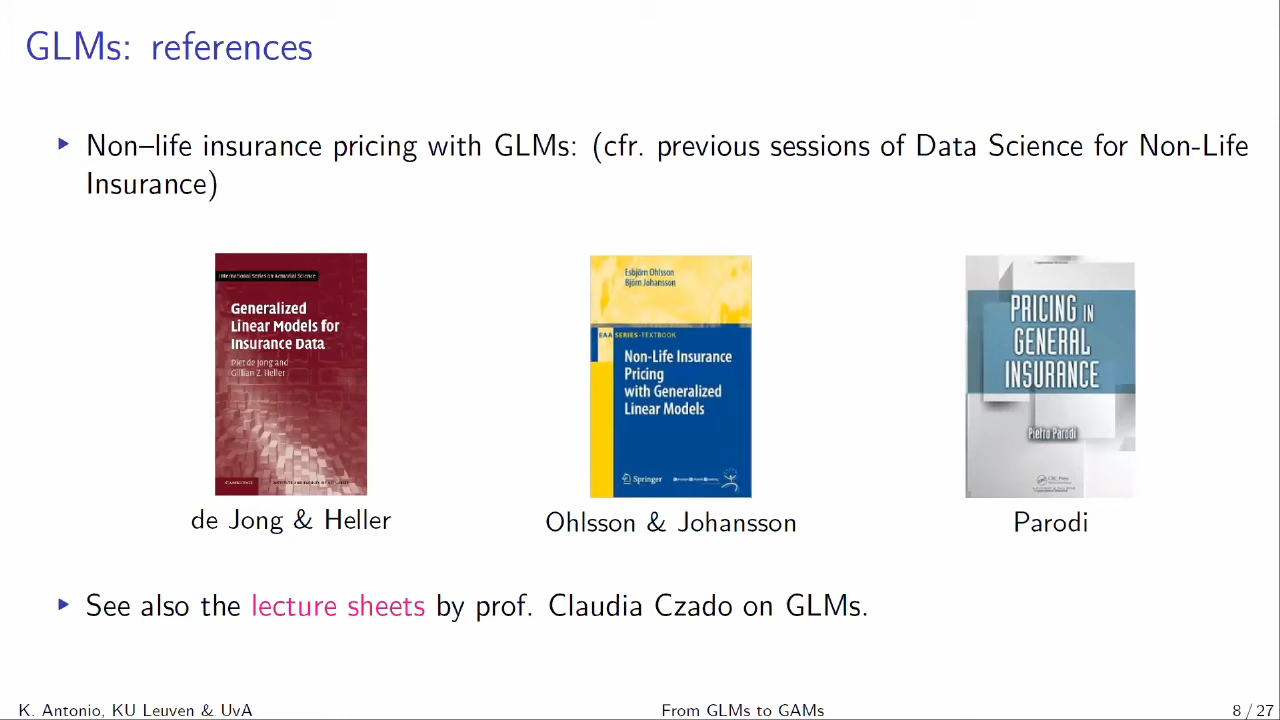 GLMs: references
▸ Non–life insurance pricing with GLMs: (cfr. previous sessions of Data Science for Non-Life
Insurance)
International Series on Actuarial Science
Generalized
Linear Models for
Insurance Data
Piet de Jong and
Gillian Z. Heller
CAMBRIDGE
de Jong & Heller
Esbjörn Ohlsson
Björn Johansson
EAA SERIES-TEXTBOOK
Non-Life Insurance
Pricing
with Generalized
Linear Models
Springer
Ohlsson & Johansson
PRICING IN
GENERAL
INSURANCE
Pietro Parodi
CRC Press
Parodi
▸ See also the lecture sheets by prof. Claudia Czado on GLMs.
K. Antonio, KU Leuven & UvA
From GLMs to GAMs
8 / 27